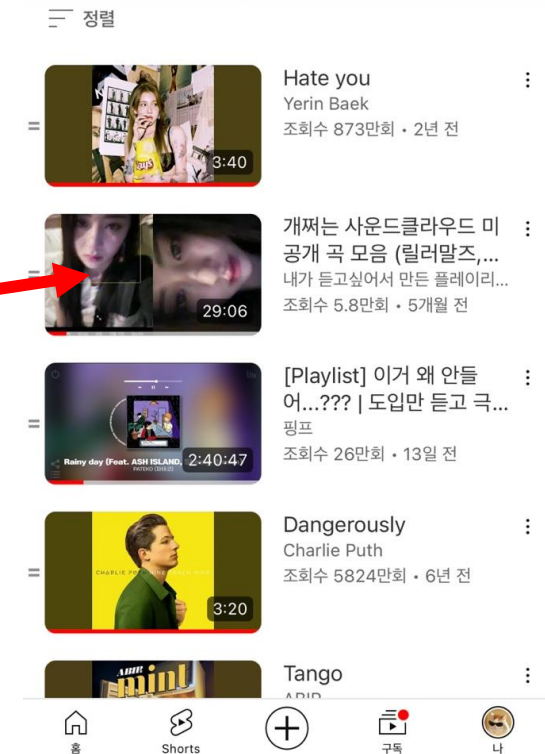 정렬
Hate you
Yerin Baek
조회수 873만회 • 2년 전
3:40
개쩌는 사운드클라우드 미
공개 곡 모음 (릴러말즈,...
내가 듣고싶어서 만든 플레이리...
조회수 5.8만회 • 5개월 전
29:06
[Playlist] 이거 왜 안들
어...??? | 도입만 듣고 극...
핑프
조회수 26만회 • 13일 전
Rainy day (Feat. ASH ISLAND,
2:40:47
Dangerously
Charlie Puth
조회수 5824만회 • 6년 전
CHARLIE
3:20
Tango
ABIR
ABIR
mint
홈
Shorts
구독
나